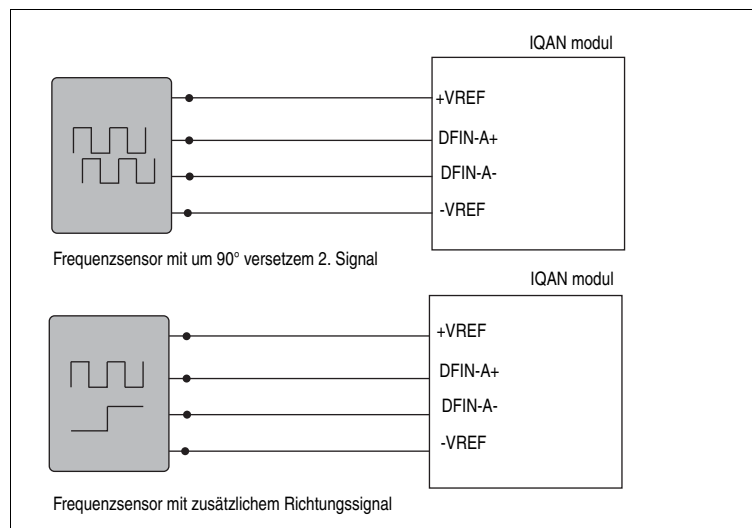 IQAN modul
+VREF
DFIN-A+
DFIN-A-
-VREF
Frequenzsensor mit um 90° versetzem 2. Signal
IQAN modul
+VREF
DFIN-A+
DFIN-A-
-VREF
Frequenzsensor mit zusätzlichem Richtungssignal